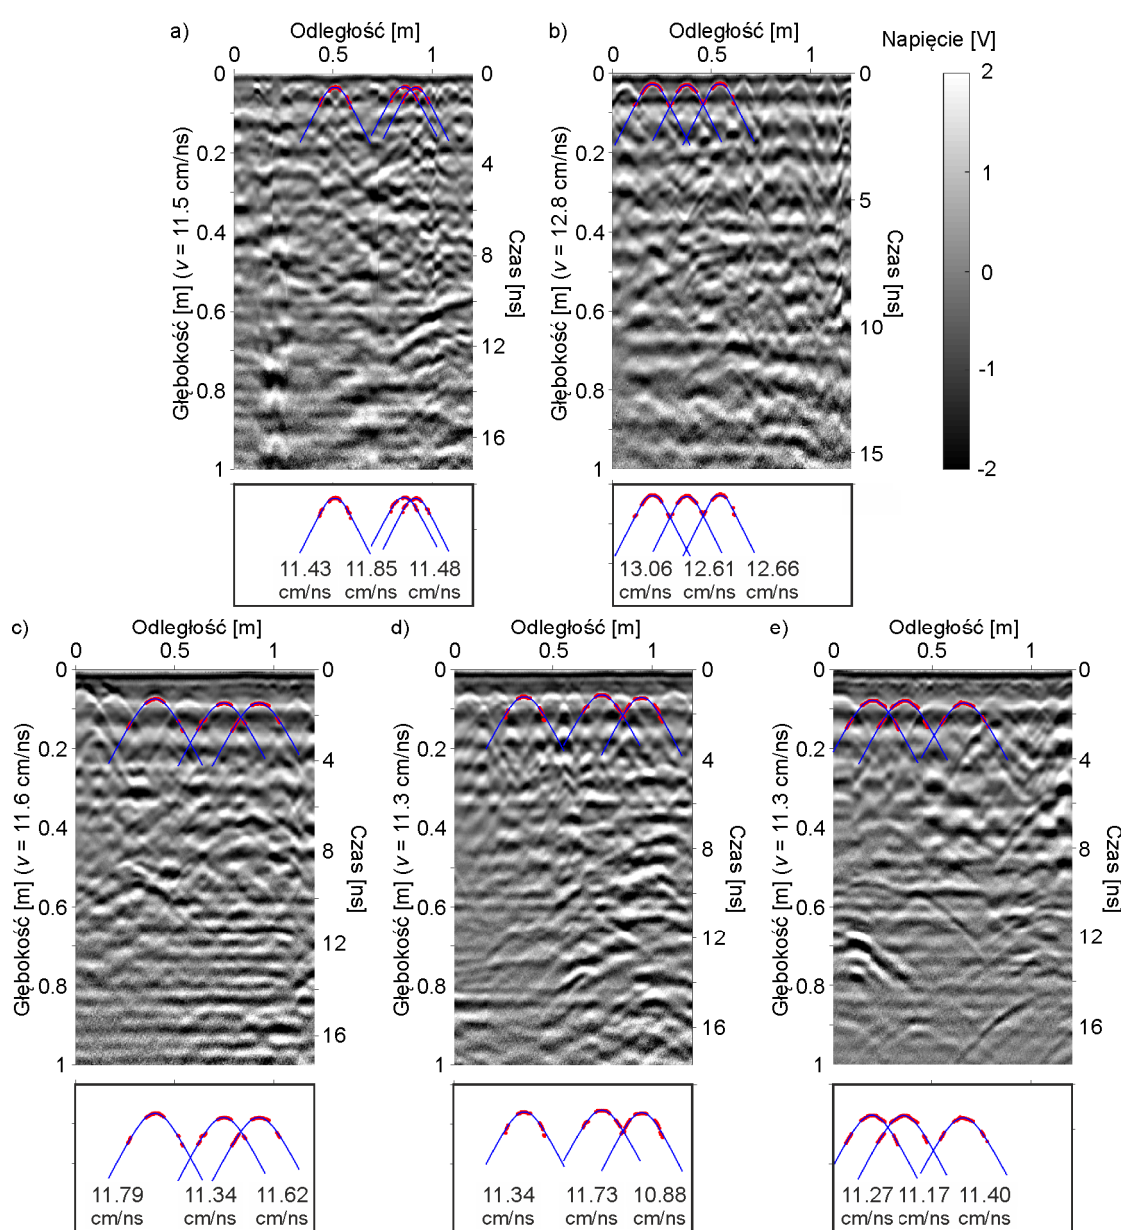 a) Odległość [m]
0 0.5 1
b) Odległość [m]
0 0.5 1
Napięcie [V]
0
0.2
0.4
0.6
0.8
1
Głębokość [m] (v = 11.5 cm/ns)
0
4
8
12
16
Czas [ns]
0
0.2
0.4
0.6
0.8
1
Głębokość [m] (v = 12.8 cm/ns)
0
5
10
15
Czas [ns]
2
1
0
-1
-2
11.43 11.85 11.48
cm/ns cm/ns cm/ns
13.06 12.61 12.66
cm/ns cm/ns cm/ns
c) Odległość [m]
0 0.5 1
d) Odległość [m]
0 0.5 1
e) Odległość [m]
0 0.5 1
0
0.2
0.4
0.6
0.8
1
Głębokość [m] (v = 11.6 cm/ns)
0
4
8
12
16
Czas [ns]
0
0.2
0.4
0.6
0.8
1
Głębokość [m] (v = 11.3 cm/ns)
0
4
8
12
16
Czas [ns]
0
0.2
0.4
0.6
0.8
1
Głębokość [m] (v = 11.3 cm/ns)
0
4
8
12
16
Czas [ns]
11.79 11.34 11.62
cm/ns cm/ns cm/ns
11.34 11.73 10.88
cm/ns cm/ns cm/ns
11.27 11.17 11.40
cm/ns cm/ns cm/ns